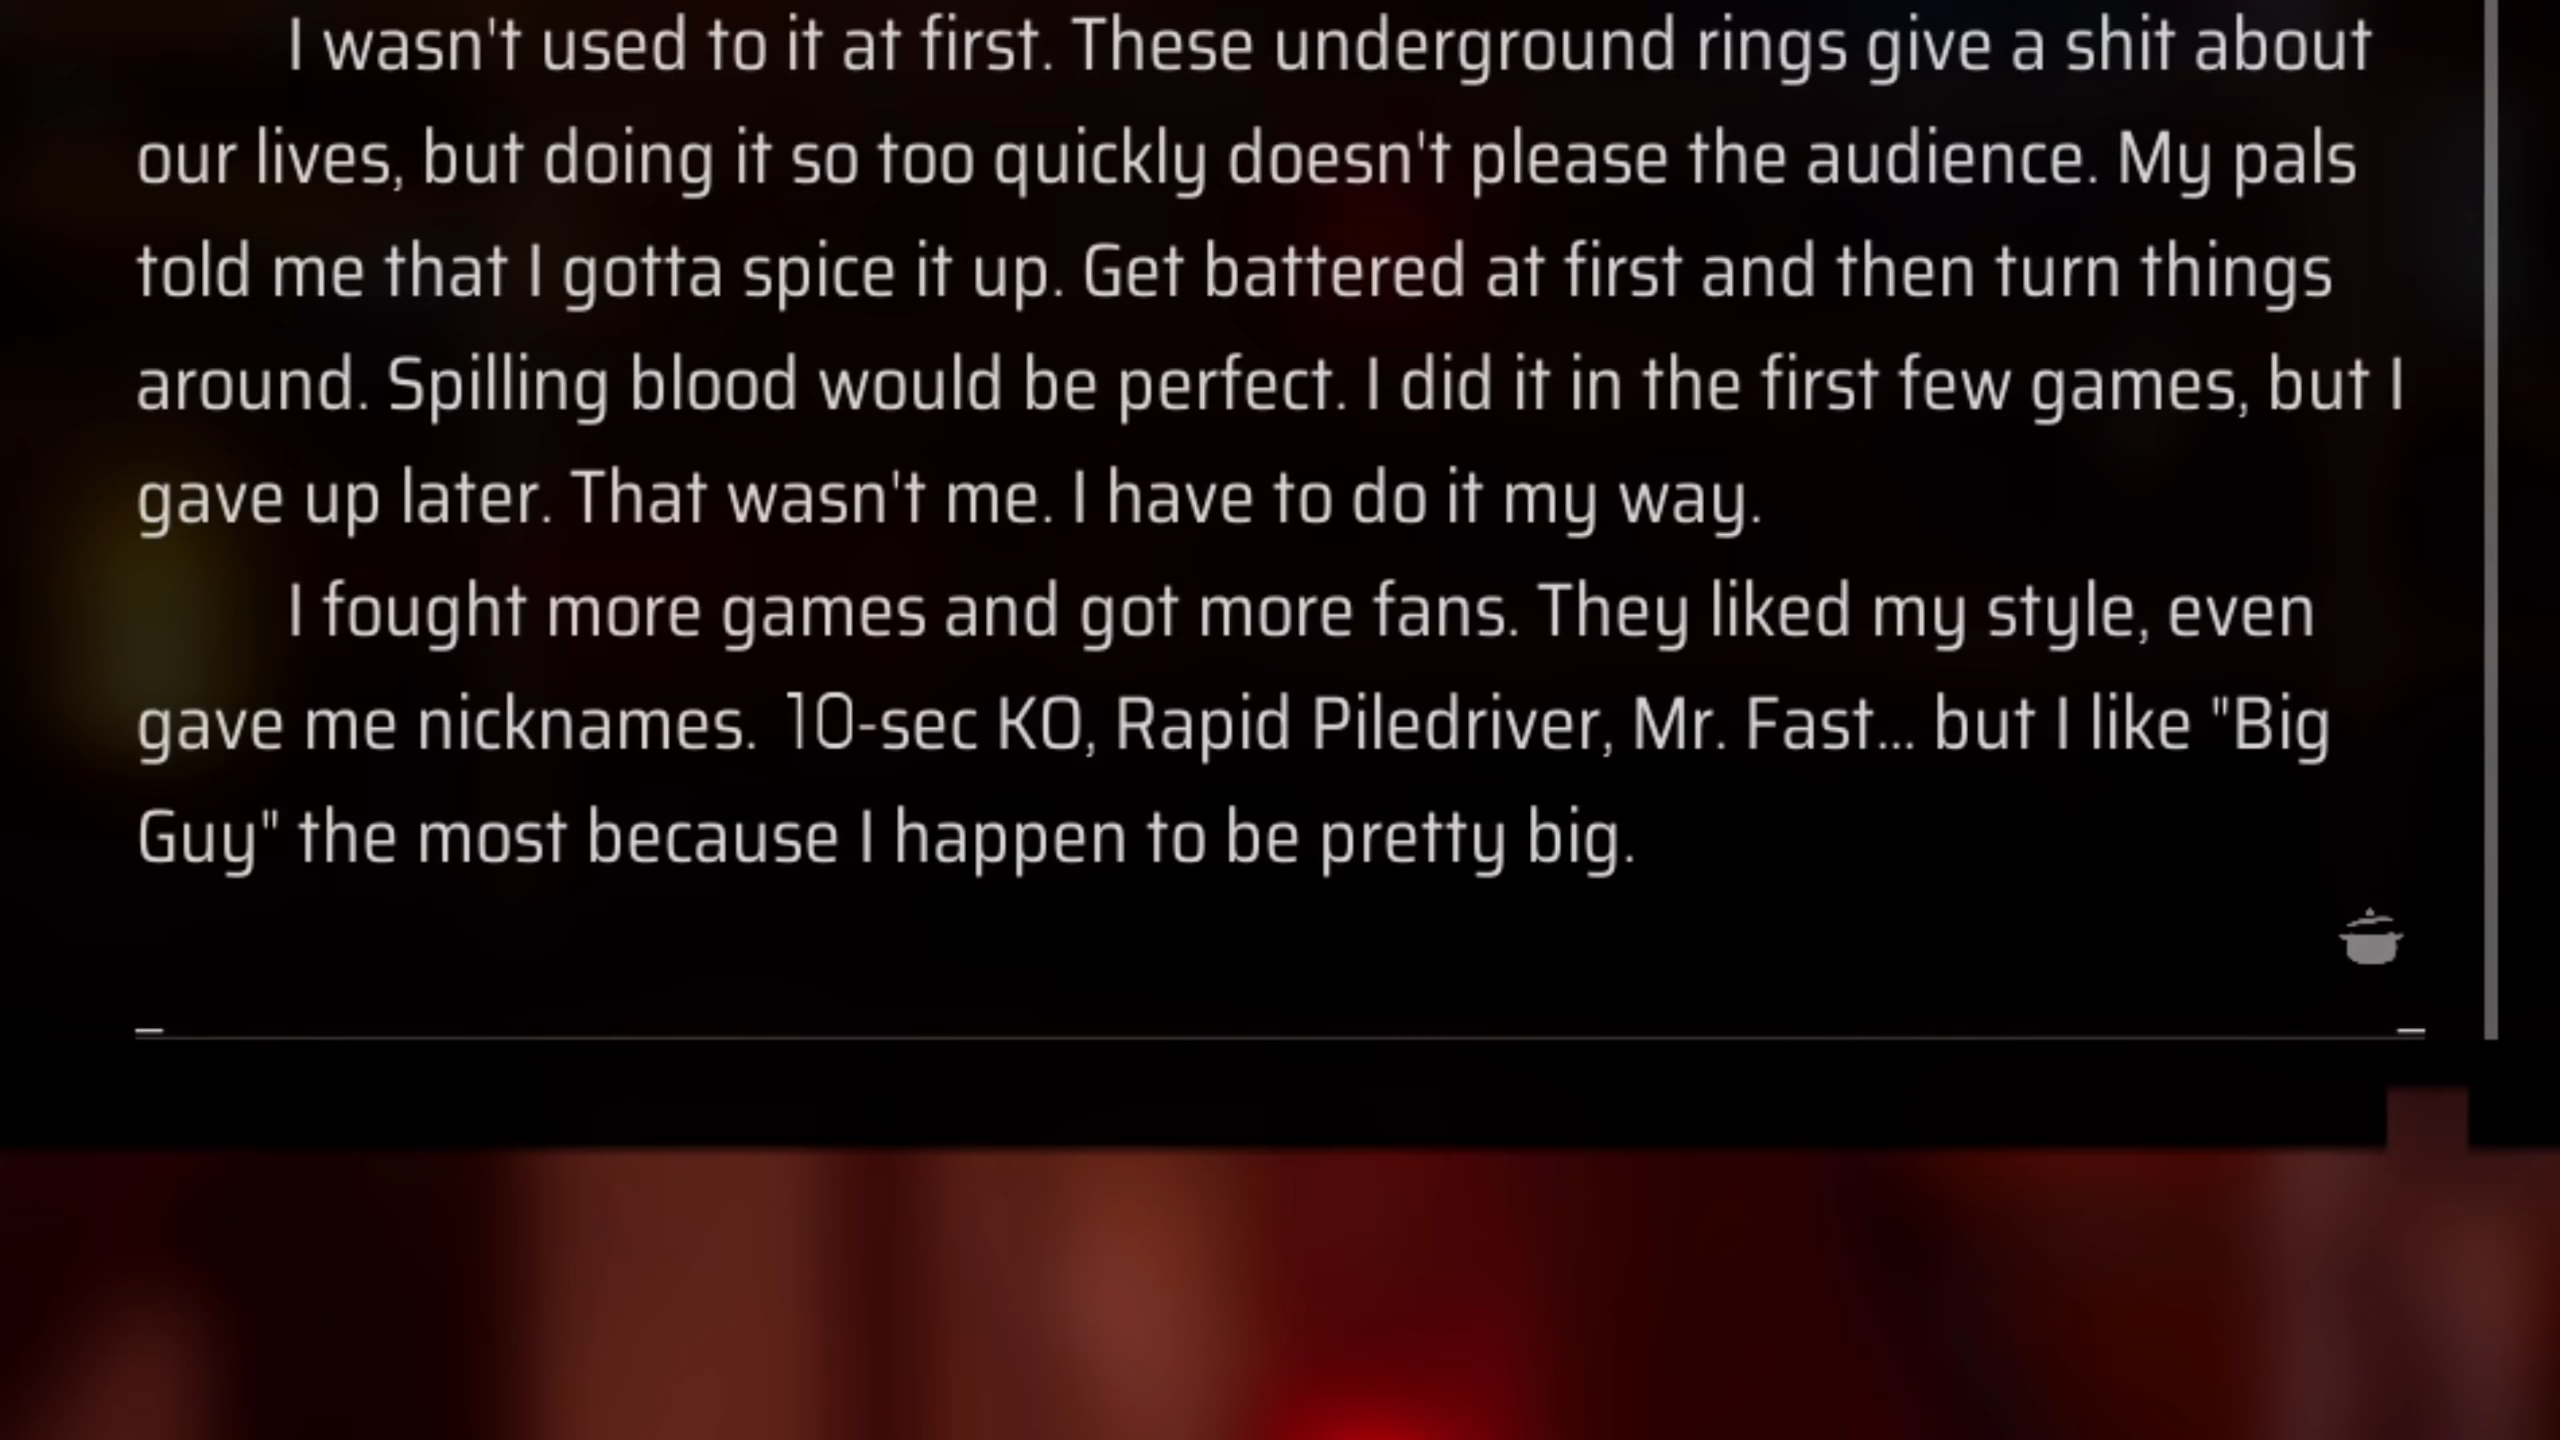 I wasn't used to it at first. These underground rings give a shit about
our lives, but doing it so too quickly doesn't please the audience. My pals
told me that I gotta spice it up. Get battered at first and then turn things
around. Spilling blood would be perfect. I did it in the first few games, but I
gave up later. That wasn't me. I have to do it my way.
I fought more games and got more fans. They liked my style, even
gave me nicknames. 10-sec KO, Rapid Piledriver, Mr. Fast... but I like "Big
Guy" the most because I happen to be pretty big.